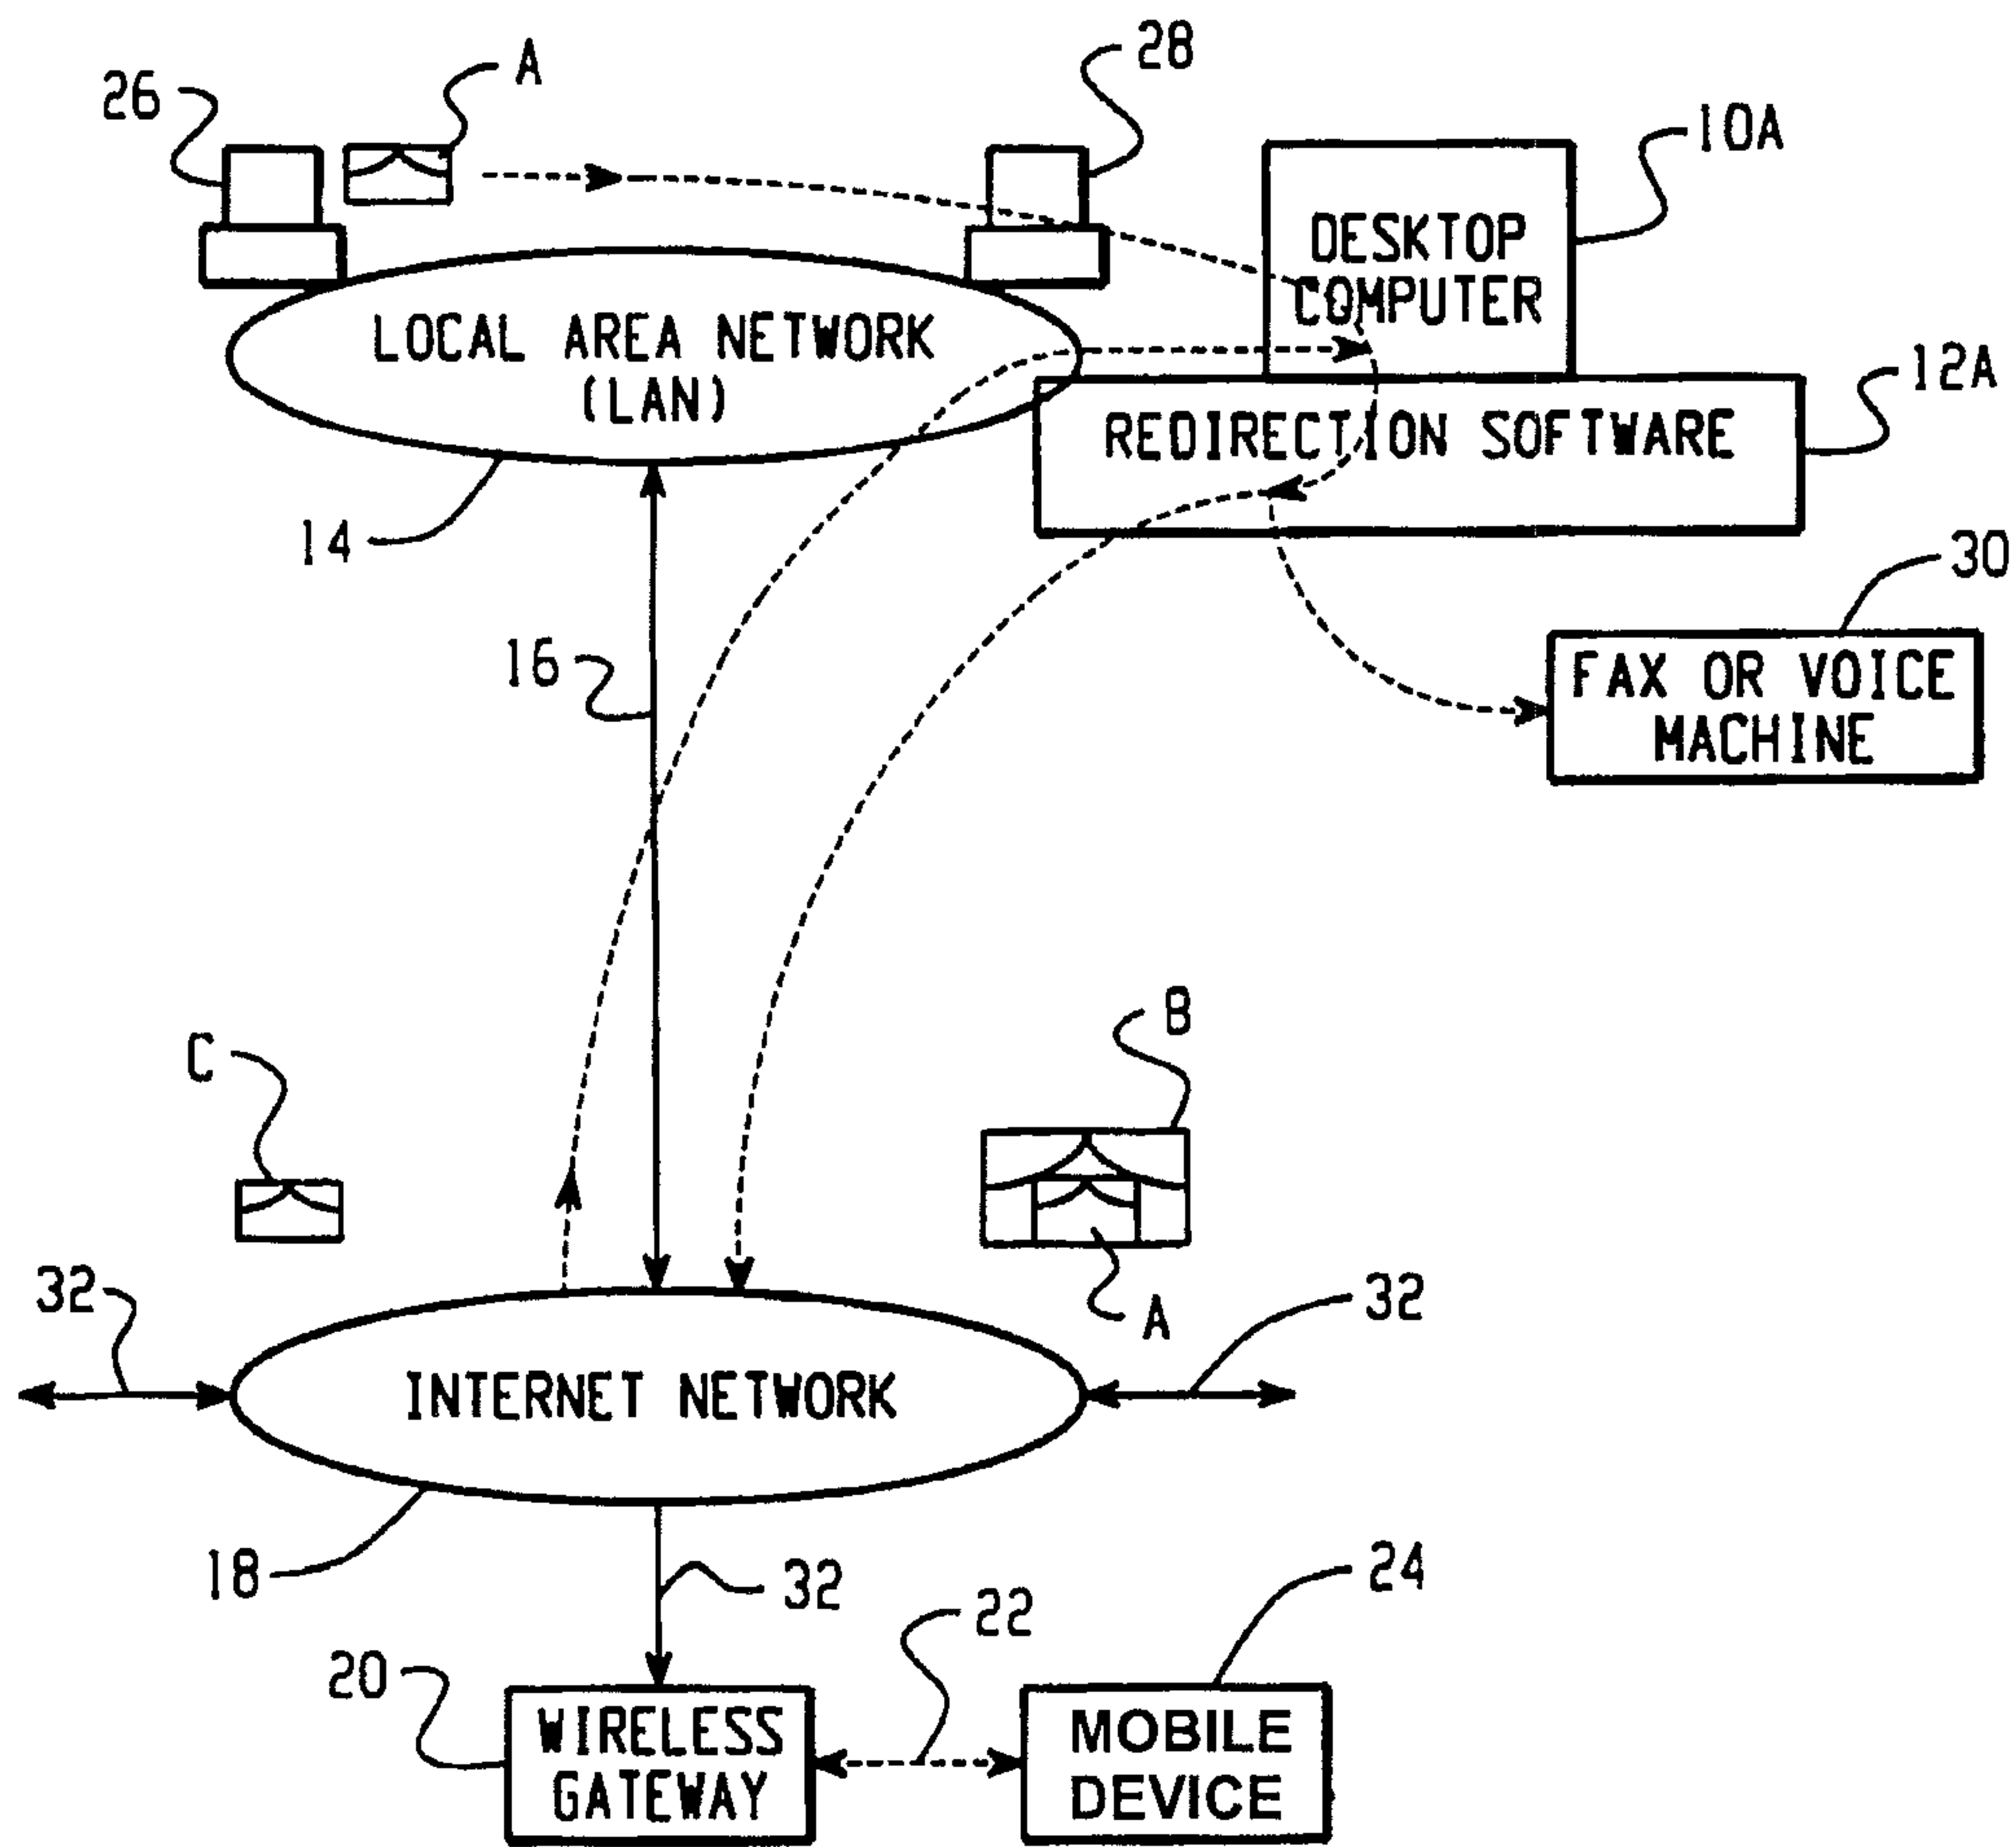 26
A
28
10A
DESKTOP
COMPUTER
LOCAL AREA NETWORK
(LAN)
12A
REDIRECTION SOFTWARE
14
30
16
FAX OR VOICE
MACHINE
B
C
32
A
32
INTERNET NETWORK
18
32
22
24
20
WIRELESS
GATEWAY
MOBILE
DEVICE